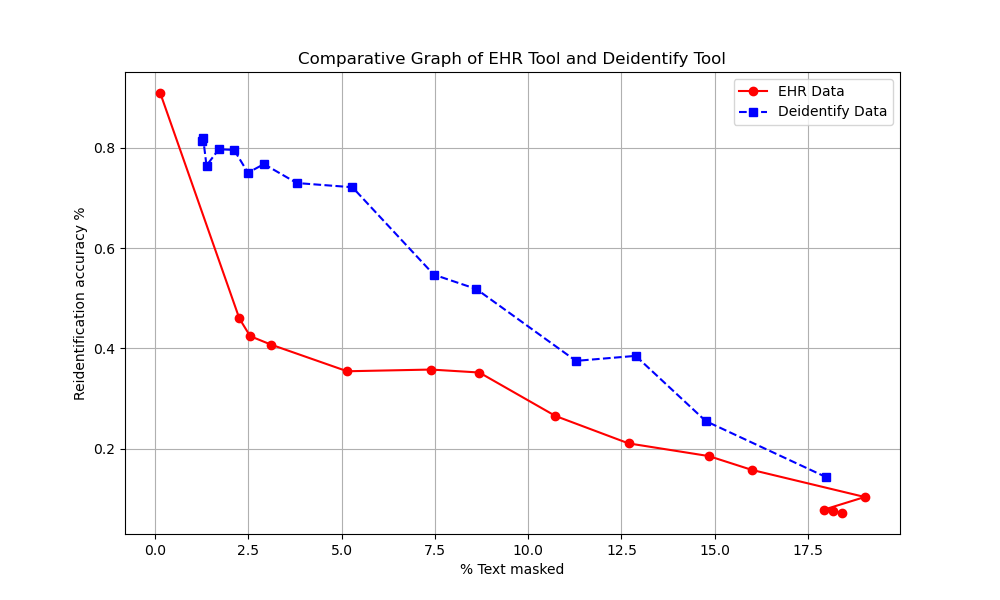 Comparative Graph of EHR Tool and Deidentify Tool
EHR Data
Deidentify Data
Reidentification accuracy %
0.8
0.6
0.4
0.2
0.0 2.5 5.0 7.5 10.0 12.5 15.0 17.5
% Text masked